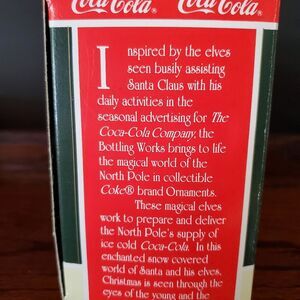 Coca-Cola® Coca-Cola®
Inspired by the elves
seen busily assisting
Santa Claus with his
daily activities in the
seasonal advertising for The
Coca-Cola Company, the
Bottling Works brings to life
the magical world of the
North Pole in collectible
Coke® brand Ornaments.
These magical elves
work to prepare and deliver
the North Pole's supply of
ice cold Coca-Cola. In this
enchanted snow covered
world of Santa and his elves,
Christmas is seen through the
eyes of the young and the